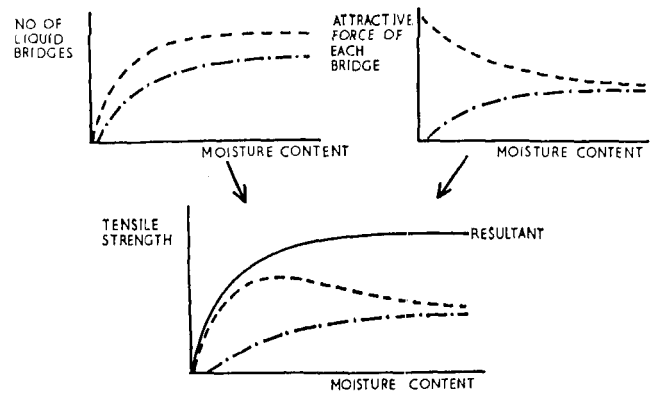 NO OF
LIQUID
BRIDGES
MOISTURE CONTENT
ATTRACTIVE
FORCE OF
EACH
BRIDGE
MOISTURE CONTENT
TENSILE
STRENGTH
RESULTANT
MOISTURE CONTENT